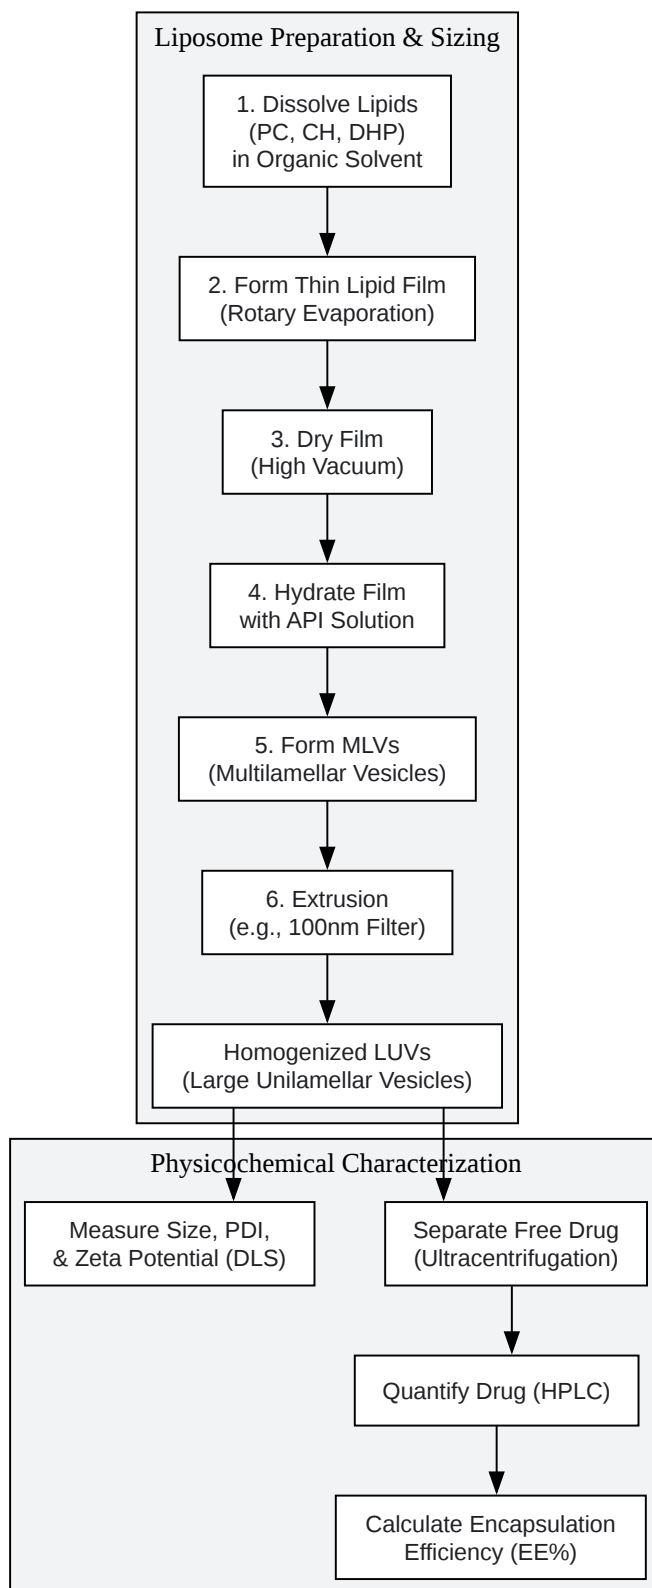 Liposome Preparation & Sizing
1. Dissolve Lipids
(PC, CH, DHP)
in Organic Solvent
2. Form Thin Lipid Film
(Rotary Evaporation)
3. Dry Film
(High Vacuum)
4. Hydrate Film
with API Solution
5. Form MLVs
(Multilamellar Vesicles)
6. Extrusion
(e.g., 100nm Filter)
Homogenized LUVs
(Large Unilamellar Vesicles)
Physicochemical Characterization
Measure Size, PDI,
& Zeta Potential (DLS)
Separate Free Drug
(Ultracentrifugation)
Quantify Drug (HPLC)
Calculate Encapsulation
Efficiency (EE%)